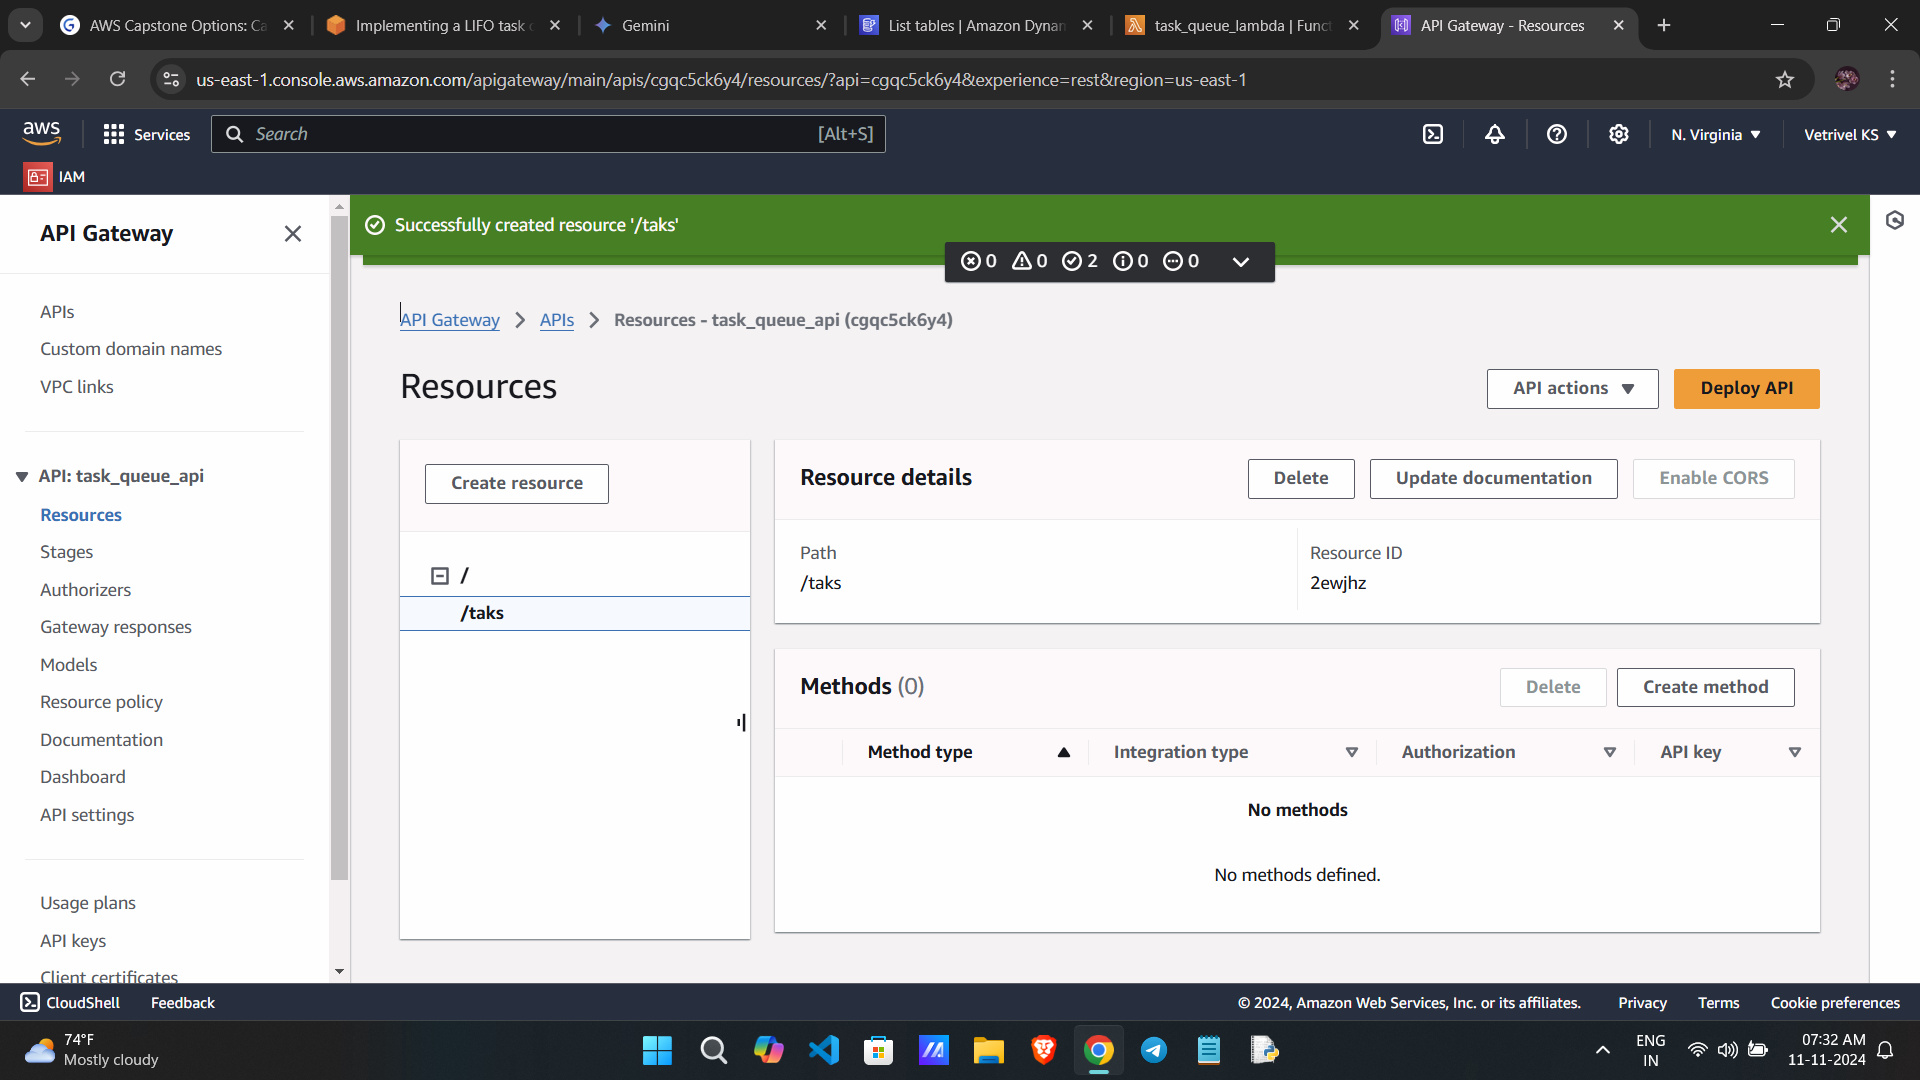 AWS Capstone Options: Ca
Implementing a LIFO task
Gemini
List tables | Amazon Dynam
task_queue_lambda | Funct
API Gateway - Resources
us-east-1.console.aws.amazon.com/apigateway/main/apis/cgqc5ck6y4/resources/?api=cgqc5ck6y4&experience=rest&region=us-east-1
aws
Services
Search
[Alt+S]
N. Virginia
Vetrivel KS
IAM
API Gateway
APIs
Custom domain names
VPC links
API: task_queue_api
Resources
Stages
Authorizers
Gateway responses
Models
Resource policy
Documentation
Dashboard
API settings
Usage plans
API keys
Client certificates
Successfully created resource '/taks'
0 0 2 0 0
API Gateway > APIs > Resources - task_queue_api (cgqc5ck6y4)
Resources
API actions
Deploy API
Create resource
/
/taks
Resource details
Delete
Update documentation
Enable CORS
Path
/taks
Resource ID
2ewjhz
Methods (0)
Delete
Create method
Method type
Integration type
Authorization
API key
No methods
No methods defined.
CloudShell
Feedback
© 2024, Amazon Web Services, Inc. or its affiliates.
Privacy
Terms
Cookie preferences
74°F
Mostly cloudy
ENG
IN
07:32 AM
11-11-2024